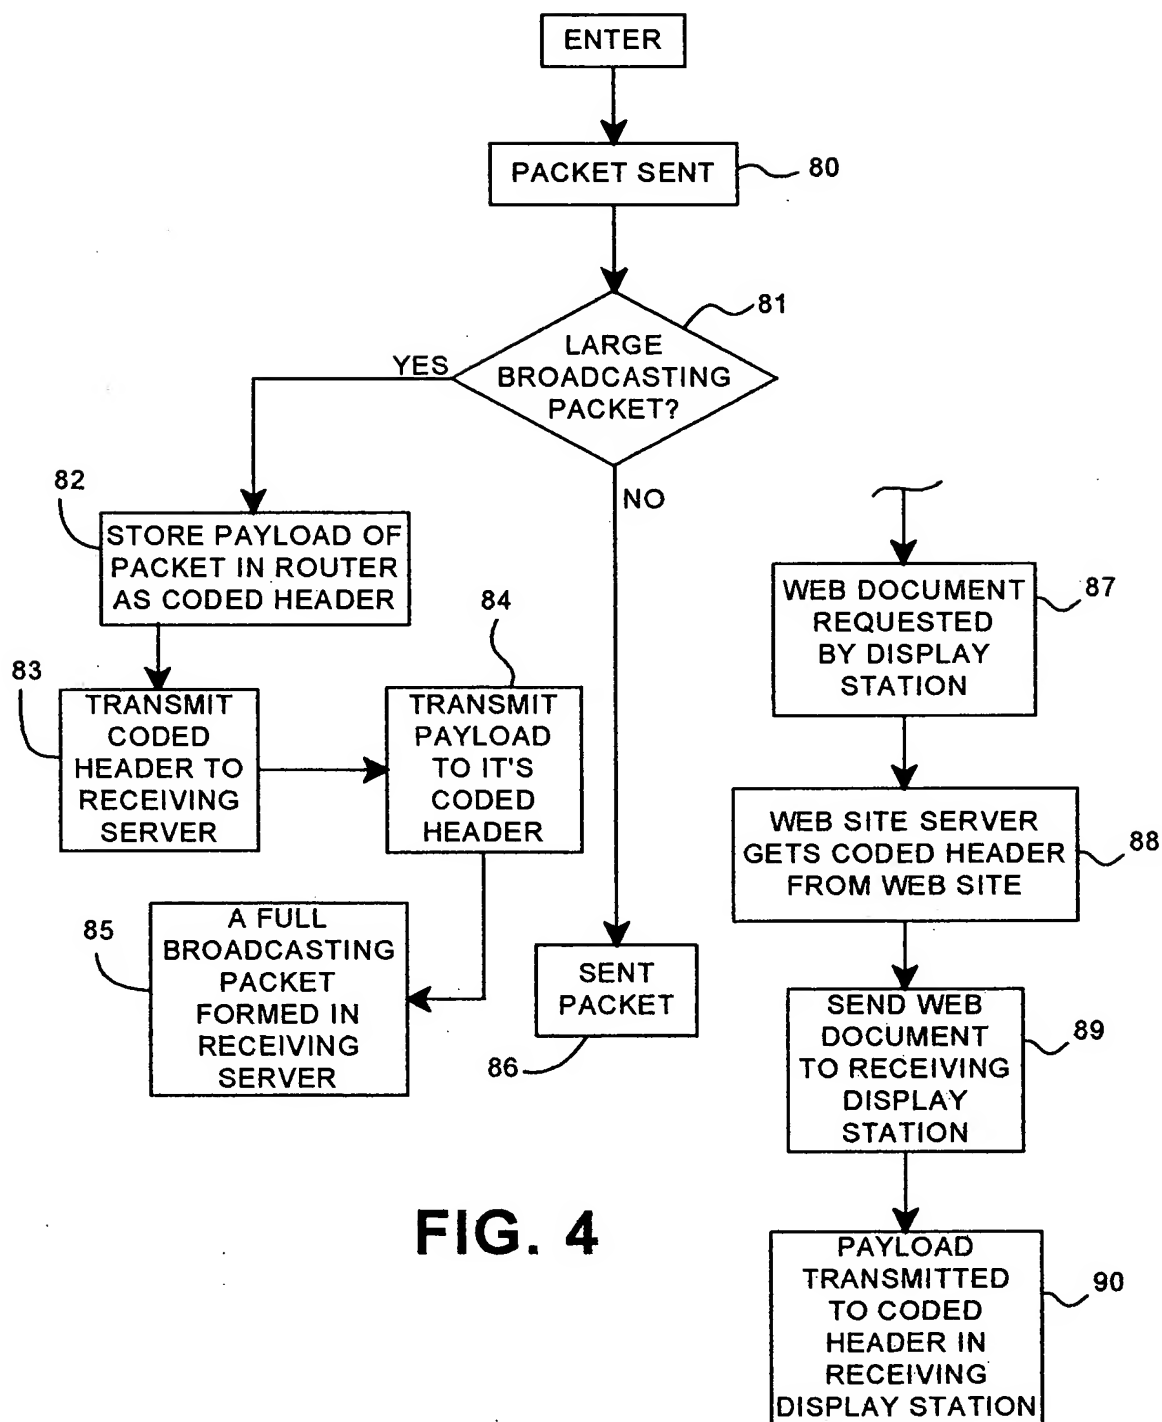 ENTER
PACKET SENT
80
81
LARGE
BROADCASTING
PACKET?
YES
NO
82
STORE PAYLOAD OF
PACKET IN ROUTER
AS CODED HEADER
83
TRANSMIT
CODED
HEADER TO
RECEIVING
SERVER
84
TRANSMIT
PAYLOAD
TO IT'S
CODED
HEADER
85
A FULL
BROADCASTING
PACKET
FORMED IN
RECEIVING
SERVER
SENT
PACKET
86
WEB DOCUMENT
REQUESTED
BY DISPLAY
STATION
87
WEB SITE SERVER
GETS CODED HEADER
FROM WEB SITE
88
SEND WEB
DOCUMENT
TO RECEIVING
DISPLAY
STATION
89
PAYLOAD
TRANSMITTED
TO CODED
HEADER IN
RECEIVING
DISPLAY STATION
90
FIG. 4